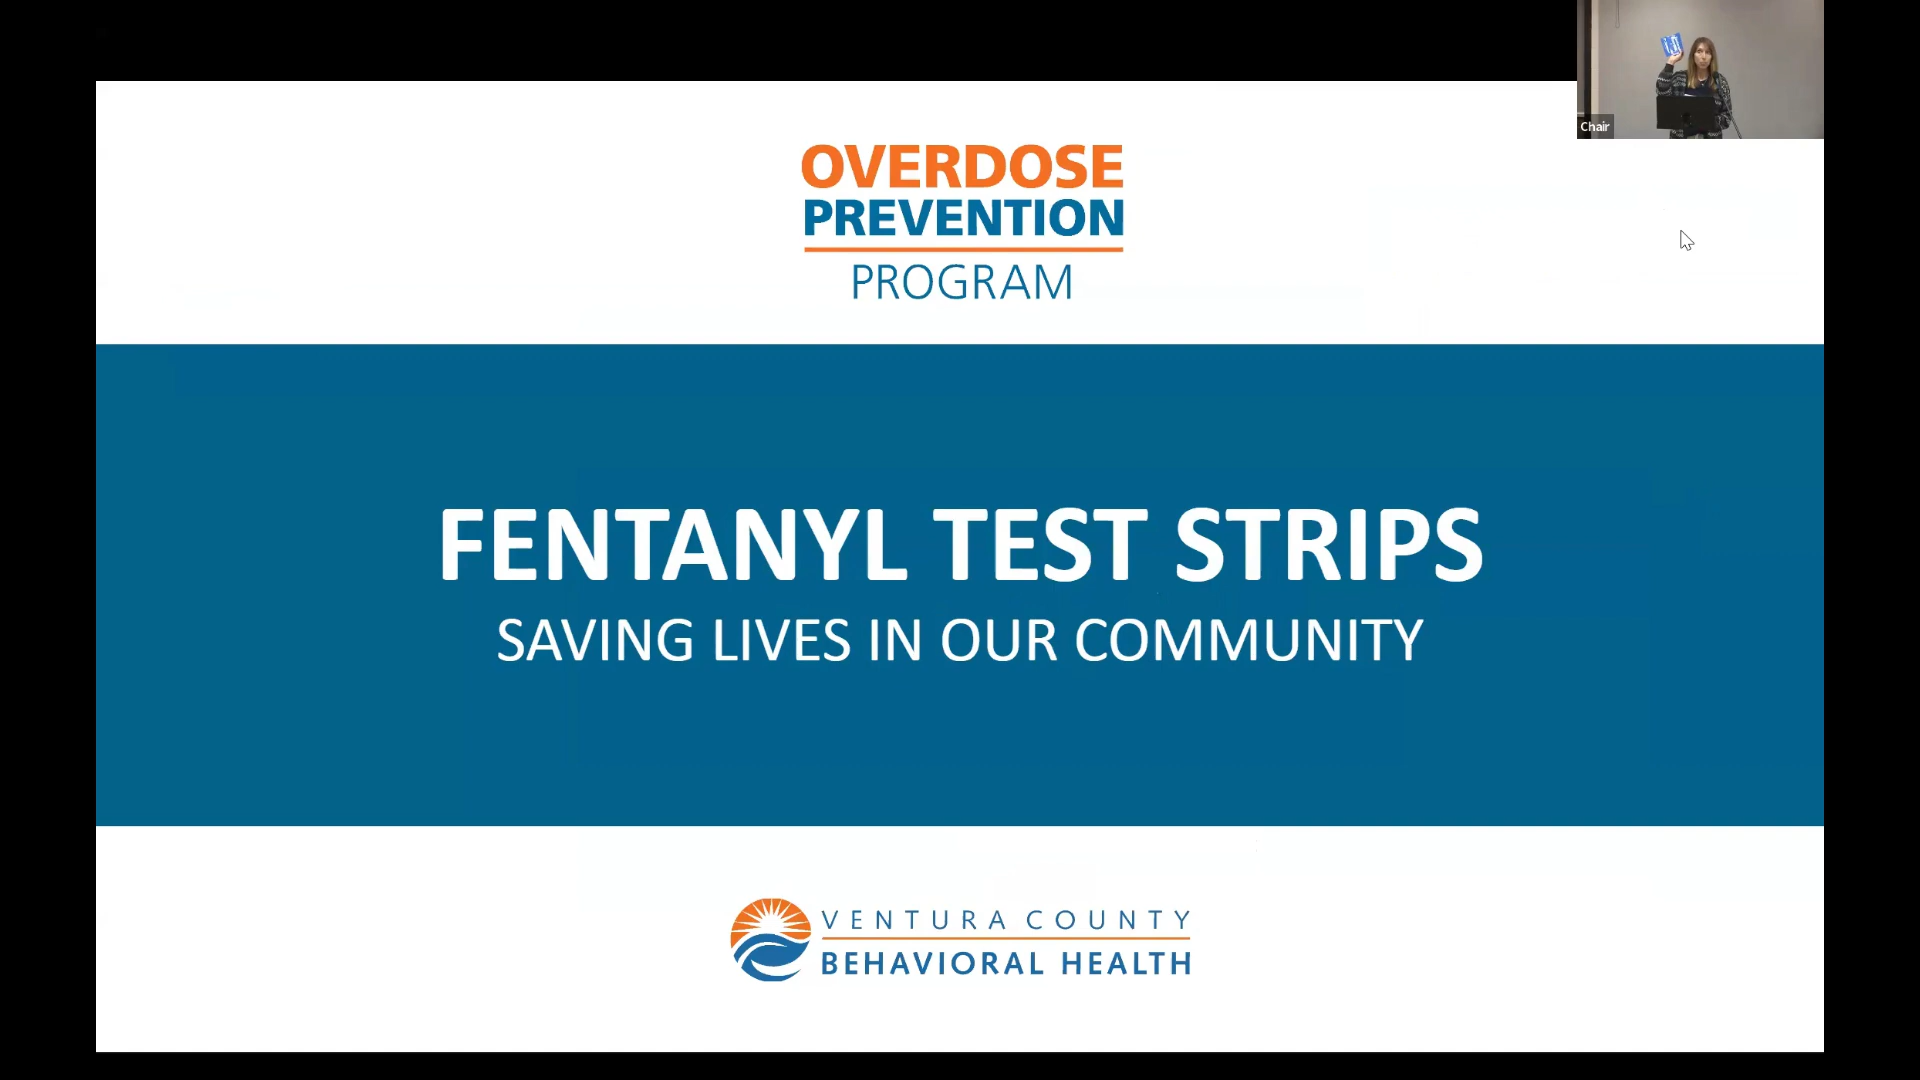 Chair
OVERDOSE
PREVENTION
PROGRAM
FENTANYL TEST STRIPS
SAVING LIVES IN OUR COMMUNITY
VENTURA COUNTY
BEHAVIORAL HEALTH